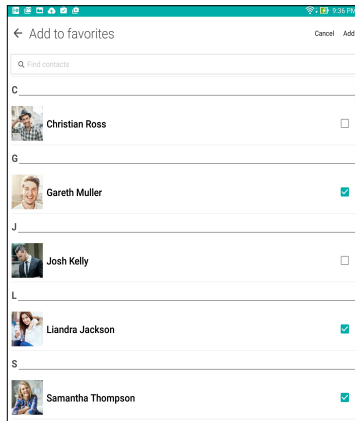 9:36 PM
Add to favorites
Cancel Add
Find contacts
C
Christian Ross
G
Gareth Muller
J
Josh Kelly
L
Liandra Jackson
S
Samantha Thompson